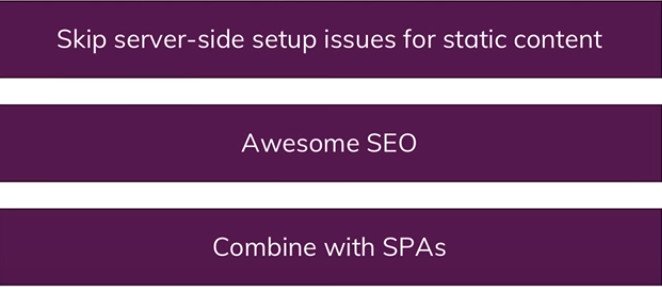 Skip server-side setup issues for static content
Awesome SEO
Combine with SPAs